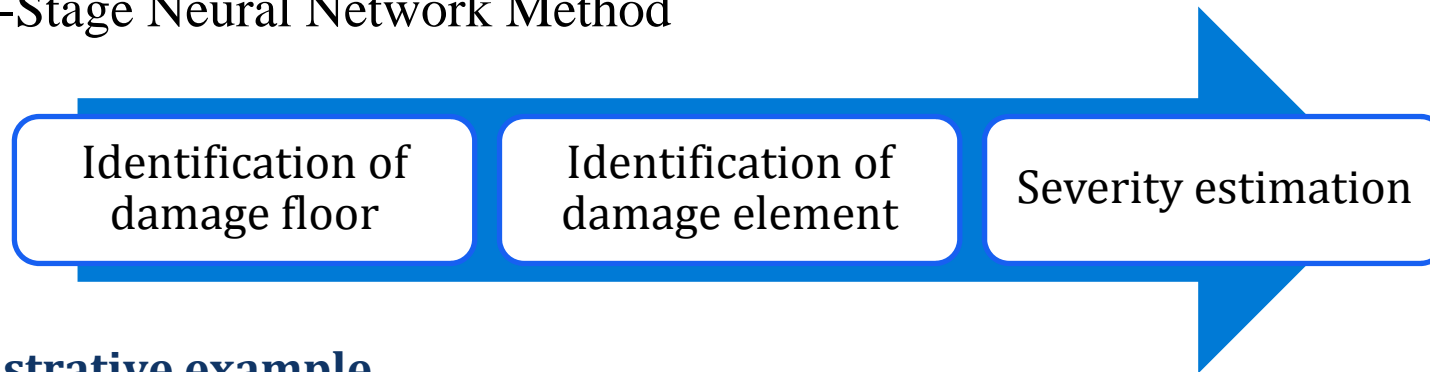 -Stage Neural Network Method
Identification of
damage floor
Identification of
damage element
Severity estimation
strative example